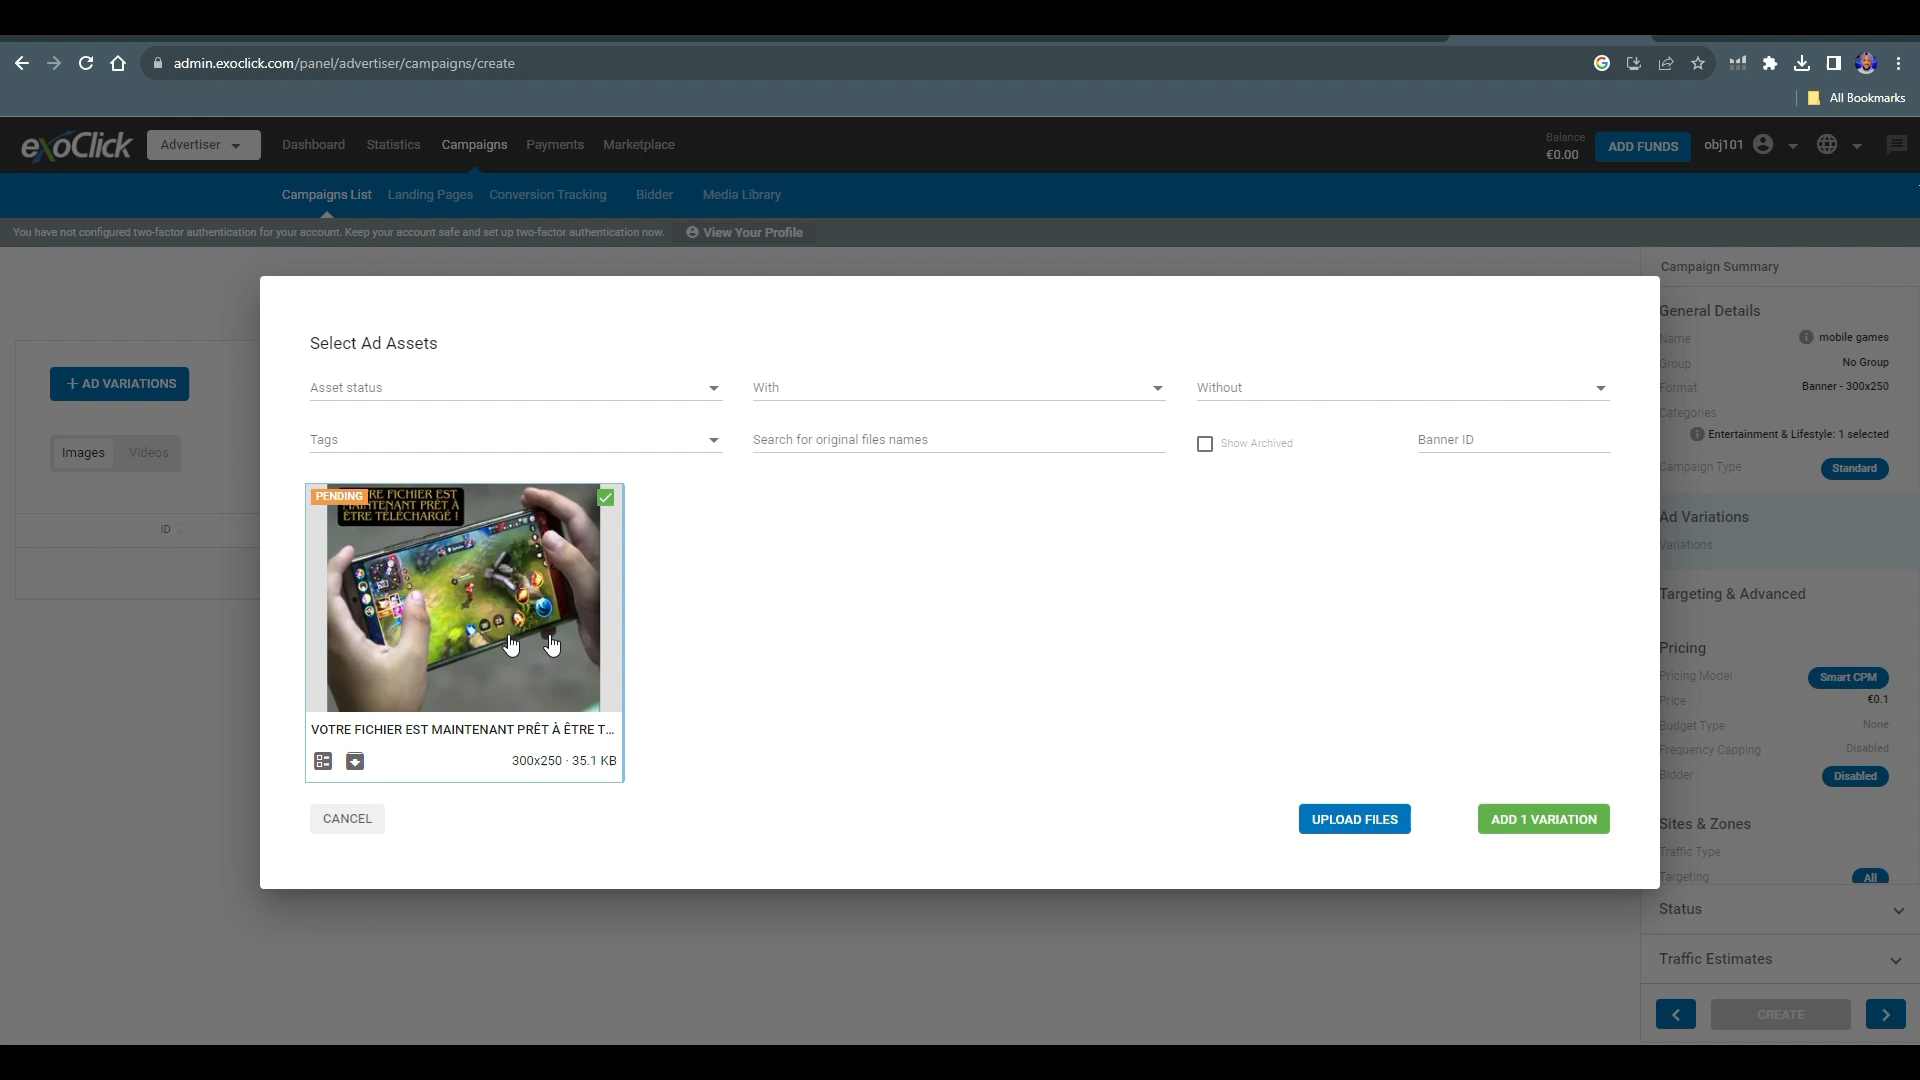 admin.exoclick.com/panel/advertiser/campaigns/create
All Bookmarks
exoClick
Advertiser
Dashboard
Statistics
Campaigns
Payments
Marketplace
Balance
€0.00
ADD FUNDS
obj101
Campaigns List
Landing Pages
Conversion Tracking
Bidder
Media Library
You have not configured two-factor authentication for your account. Keep your account safe and set up two-factor authentication now.
View Your Profile
+ AD VARIATIONS
Images
Videos
ID
Select Ad Assets
Asset status
With
Without
Tags
Search for original files names
Show Archived
Banner ID
PENDING
RE FICHIER EST
MAINTENANT PRÊT À
ÊTRE TÉLÉCHARGÉ !
VOTRE FICHIER EST MAINTENANT PRÊT À ÊTRE T...
300x250 · 35.1 KB
CANCEL
UPLOAD FILES
ADD 1 VARIATION
Campaign Summary
General Details
Name
mobile games
Group
No Group
Format
Banner - 300x250
Categories
Entertainment & Lifestyle: 1 selected
Campaign Type
Standard
Ad Variations
Variations
Targeting & Advanced
Pricing
Pricing Model
Smart CPM
Price
€0.1
Budget Type
None
Frequency Capping
Disabled
Bidder
Disabled
Sites & Zones
Traffic Type
Targeting
All
Status
Traffic Estimates
CREATE